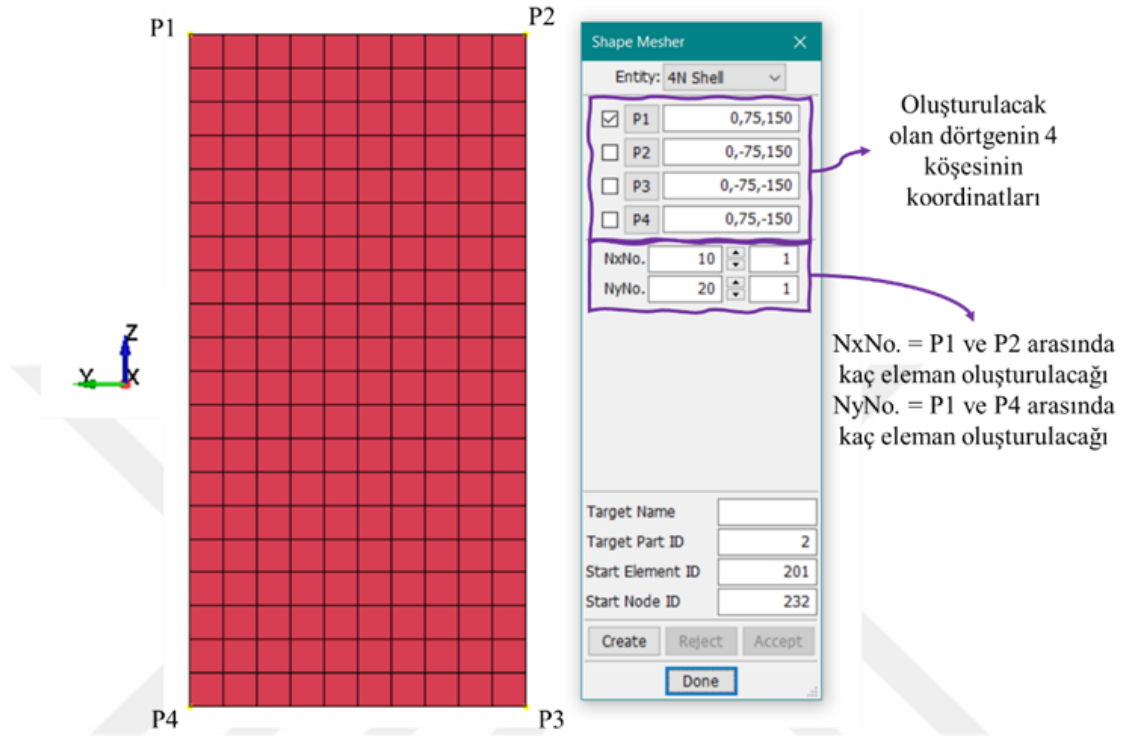 P1
P2
Z
Y
X
P4
P3
Shape Mesher
Entity: 4N Shell
P1 0,75,150
P2 0,-75,150
P3 0,-75,-150
P4 0,75,-150
NxNo. 10 1
NyNo. 20 1
Target Name
Target Part ID 2
Start Element ID 201
Start Node ID 232
Create Reject Accept
Done
Oluşturulacak
olan dörtgenin 4
köşesinin
koordinatları
NxNo. = P1 ve P2 arasında
kaç eleman oluşturulacağı
NyNo. = P1 ve P4 arasında
kaç eleman oluşturulacağı